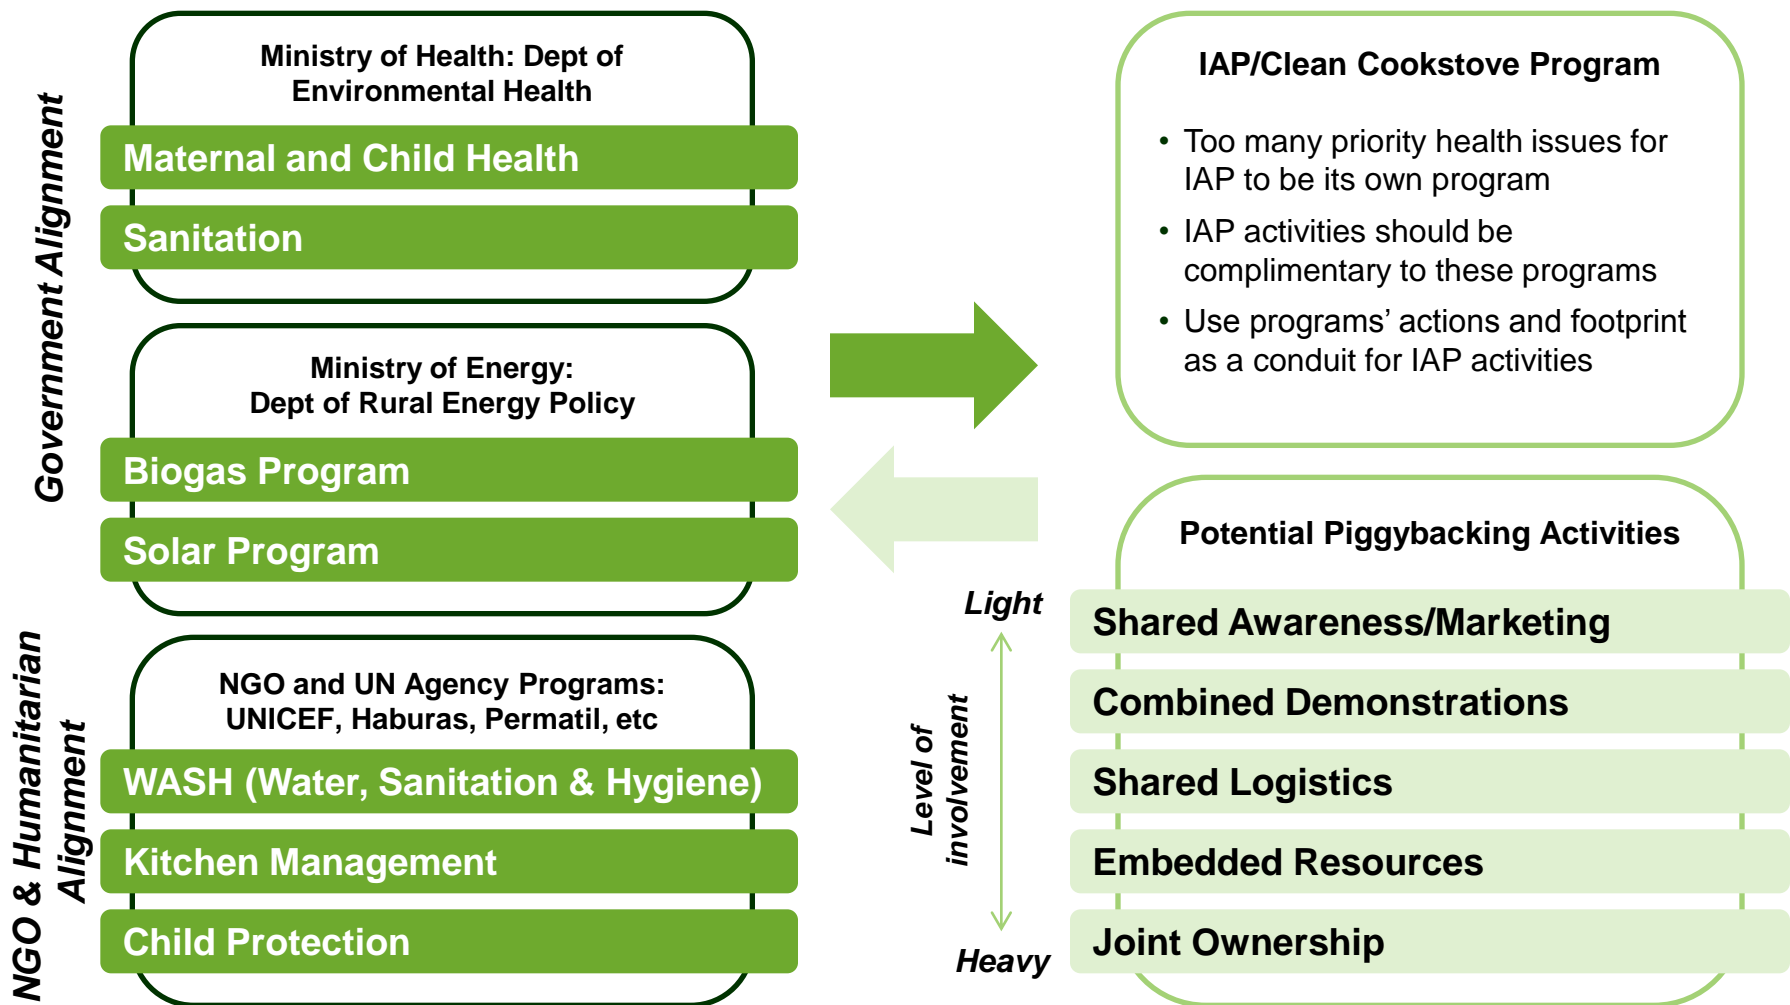 Government Alignment
Ministry of Health: Dept of
Environmental Health
Maternal and Child Health
Sanitation
Ministry of Energy:
Dept of Rural Energy Policy
Biogas Program
Solar Program
NGO & Humanitarian
Alignment
NGO and UN Agency Programs:
UNICEF, Haburas, Permatil, etc
WASH (Water, Sanitation & Hygiene)
Kitchen Management
Child Protection
IAP/Clean Cookstove Program
• Too many priority health issues for
IAP to be its own program
• IAP activities should be
complimentary to these programs
• Use programs’ actions and footprint
as a conduit for IAP activities
Potential Piggybacking Activities
Light
Level of
involvement
Heavy
Shared Awareness/Marketing
Combined Demonstrations
Shared Logistics
Embedded Resources
Joint Ownership